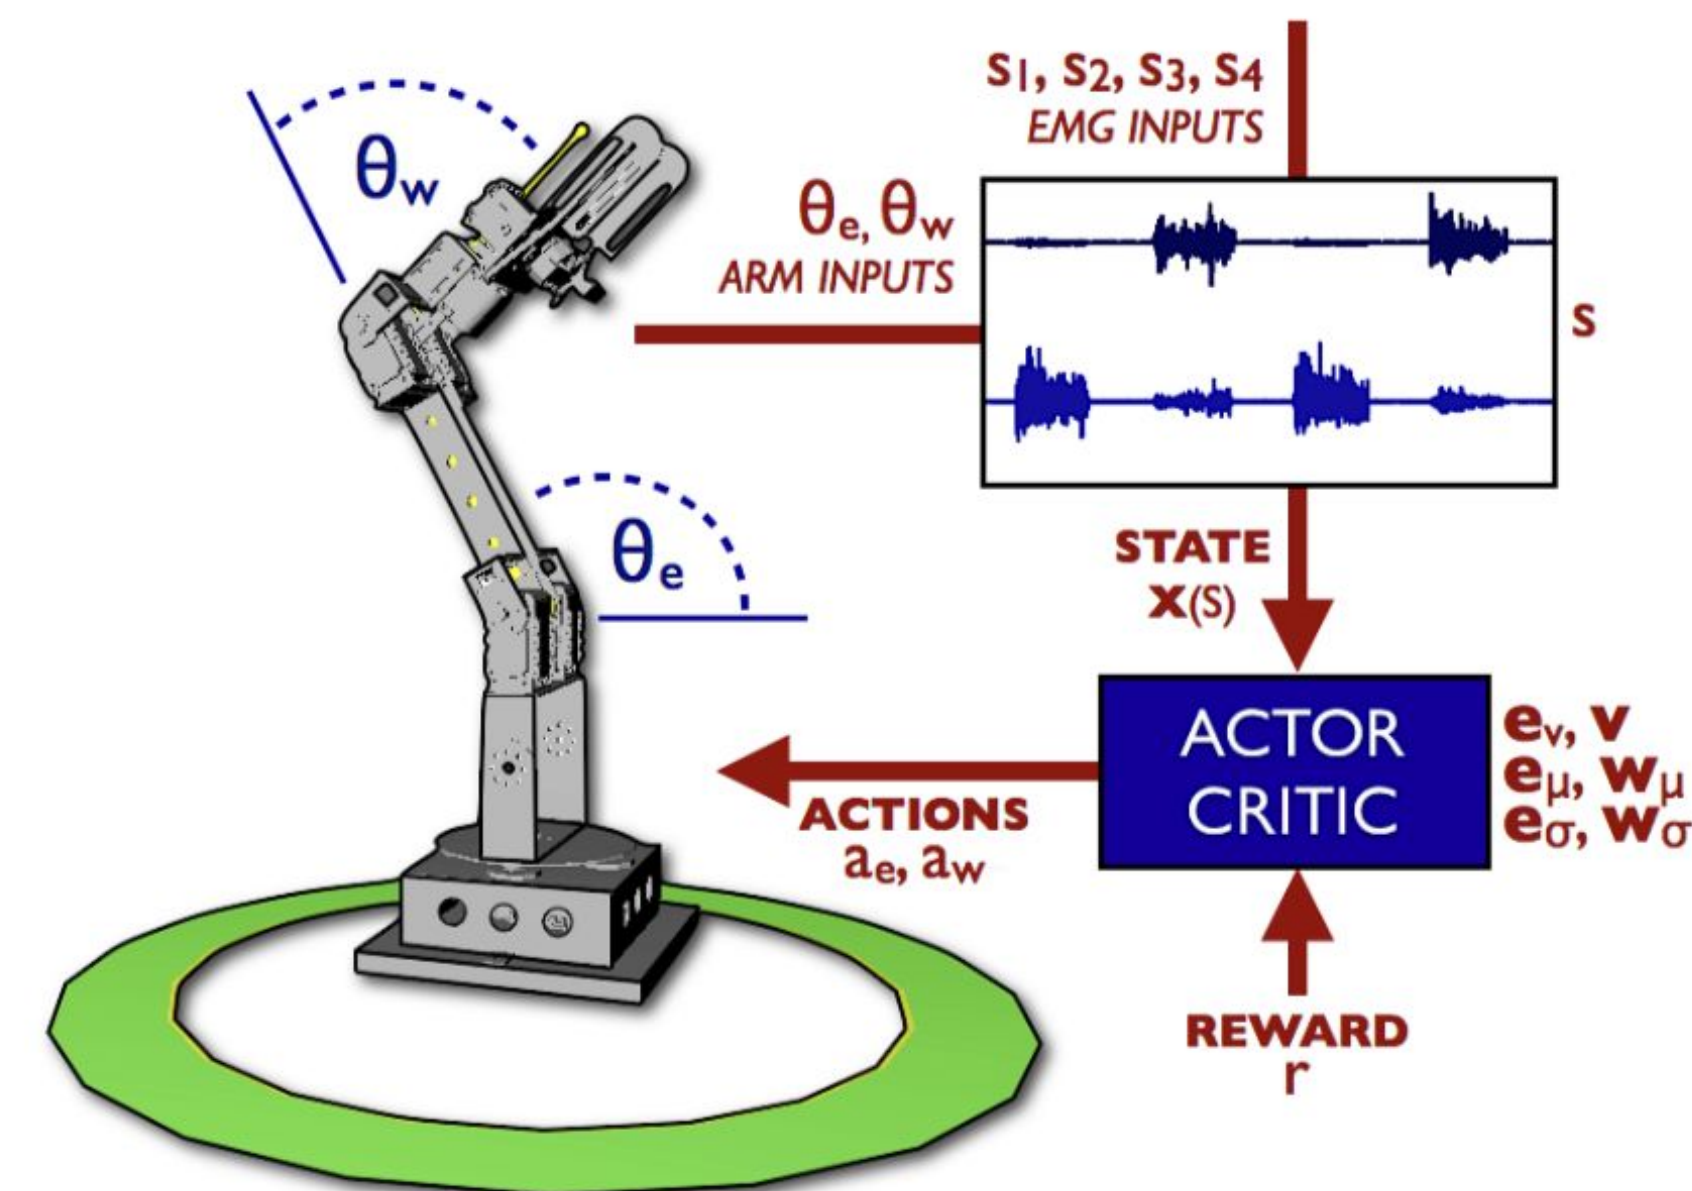 s1, s2, s3, s4
EMG INPUTS
θw
θe, θw
ARM INPUTS
s
θe
STATE
x(s)
ACTOR
CRITIC
ev, v
eμ, wμ
eσ, wσ
ACTIONS
ae, aw
REWARD
r